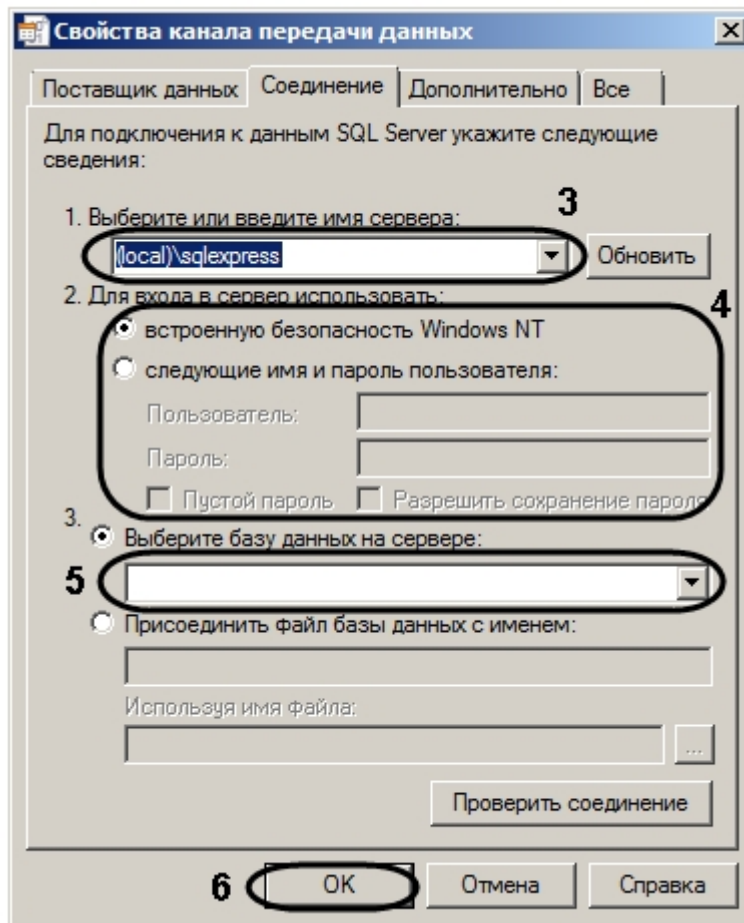 Свойства канала передачи данных
Поставщик данных Соединение Дополнительно Все
Для подключения к данным SQL Server укажите следующие
сведения:
3
1. Выберите или введите имя сервера:
(local)\sqlexpress Обновить
2. Для входа в сервер использовать: 4
встроенную безопасность Windows NT
следующие имя и пароль пользователя:
Пользователь:
Пароль:
Пустой пароль Разрешить сохранение пароля
3.
Выберите базу данных на сервере:
5
Присоединить файл базы данных с именем:
Используя имя файла:
...
Проверить соединение
6 OK Отмена Справка